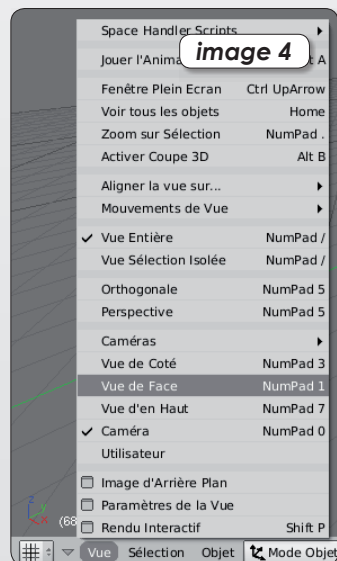 Space Handler Scripts
image 4
Jouer l'Anima t A
Fenêtre Plein Ecran Ctrl UpArrow
Voir tous les objets Home
Zoom sur Sélection NumPad .
Activer Coupe 3D Alt B
Aligner la vue sur...
Mouvements de Vue
Vue Entière NumPad /
Vue Sélection Isolée NumPad /
Orthogonale NumPad 5
Perspective NumPad 5
Caméras
Vue de Coté NumPad 3
Vue de Face NumPad 1
Vue d'en Haut NumPad 7
Caméra NumPad 0
Utilisateur
Image d'Arrière Plan
Paramètres de la Vue
Rendu Interactif Shift P
z
x (68
Vue Sélection Objet Mode Objet